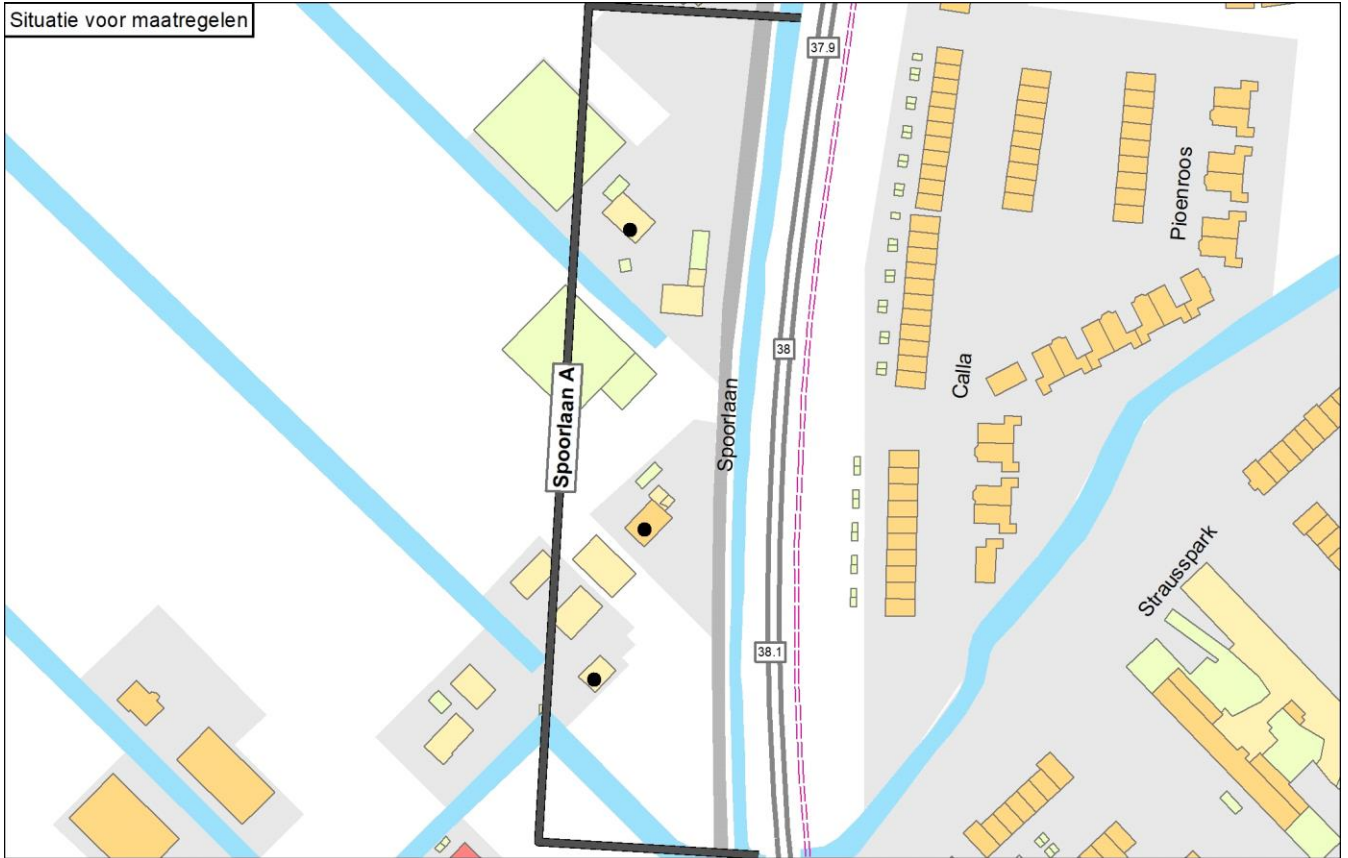 Situatie voor maatregelen
37.9
Pioenroos
38
Calla
Spoorlaan A
Spoorlaan
Strausspark
38.1